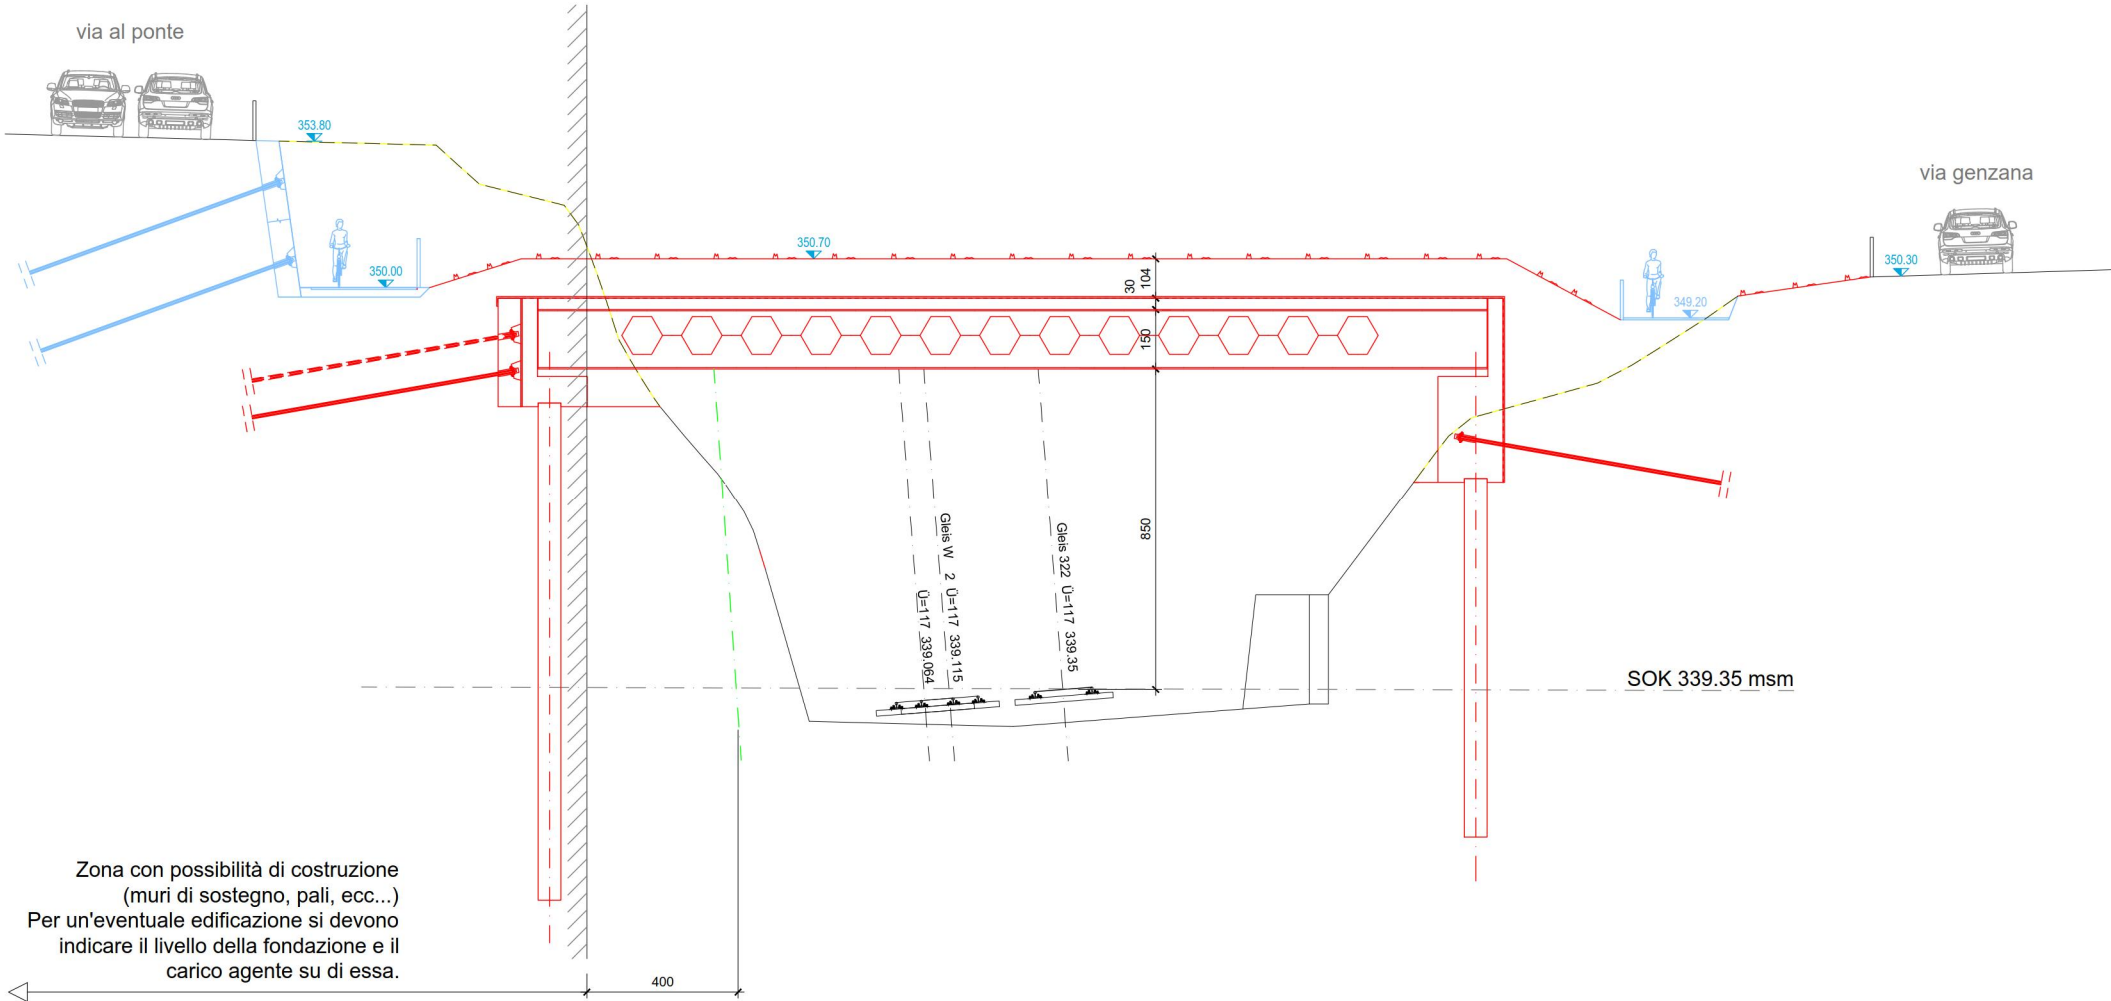 via al ponte
353.80
via genzana
350.70
350.00
350.30
349.20
30
104
150
850
Gleis W 2 Ü=117 339.115
Ü=117 339.064
Gleis 322 Ü=117 339.35
SOK 339.35 msm
Zona con possibilità di costruzione
(muri di sostegno, pali, ecc...)
Per un'eventuale edificazione si devono
indicare il livello della fondazione e il
carico agente su di essa.
400